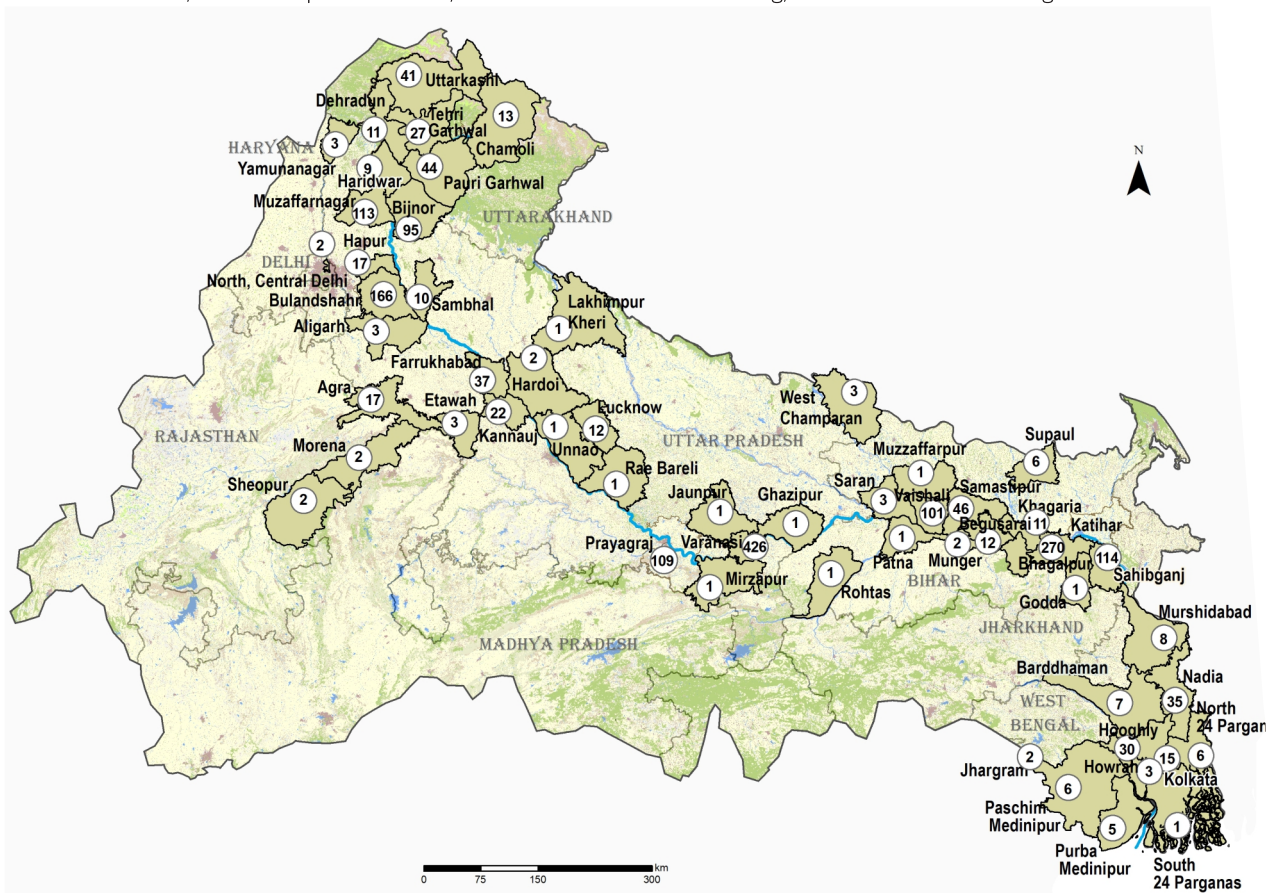 41
Uttarkashi
Dehradun
13
Tehri
Garhwal
11
27
Chamoli
HARYANA
3
Yamunanagar
9
44
Haridwar
Pauri Garhwal
Muzaffarnagar
113
Bijnor
UTTARAKHAND
95
N
2
Hapur
DELHI
17
North, Central Delhi
Bulandshahr
166
10
Sambhal
Lakhimpur
Kheri
1
Aligarh
3
Farrukhabad
2
37
Hardoi
Agra
17
Etawah
3
22
Kannauj
Lucknow
1
12
Unnao
West
Champaran
3
RAJASTHAN
UTTAR PRADESH
Morena
2
Sheopur
2
Rae Bareli
1
Muzzaffarpur
1
Supaul
6
Saran
3
Vaishali
101
Samastipur
46
Khagaria
11
Jaunpur
1
Ghazipur
1
Begusarai
12
Katihar
Prayagraj
109
Varanasi
426
1
Patna
2
Munger
270
Bhagalpur
114
Sahibganj
1
Mirzapur
1
Rohtas
BIHAR
Godda
1
JHARKHAND
Murshidabad
8
MADHYA PRADESH
Barddhaman
7
WEST
BENGAL
Nadia
35
North
24 Pargan
Hooghly
30
2
Jhargram
Howrah
3
15
6
Kolkata
6
Paschim
Medinipur
5
Purba
Medinipur
1
South
24 Parganas
km
0
75
150
300